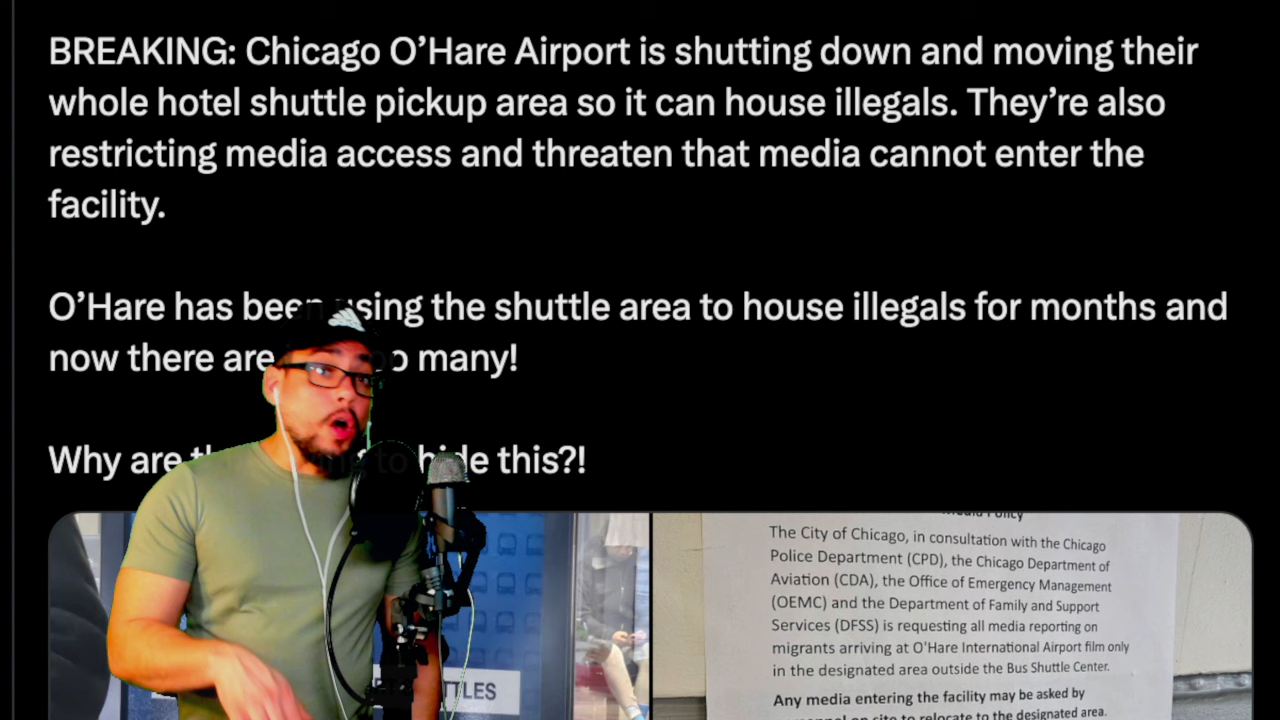 BREAKING: Chicago O’Hare Airport is shutting down and moving their
whole hotel shuttle pickup area so it can house illegals. They’re also
restricting media access and threaten that media cannot enter the
facility.
O’Hare has been using the shuttle area to house illegals for months and
now there are many!
Why are to hide this?!
Media Policy
The City of Chicago, in consultation with the Chicago
Police Department (CPD), the Chicago Department of
Aviation (CDA), the Office of Emergency Management
(OEMC) and the Department of Family and Support
Services (DFSS) is requesting all media reporting on
migrants arriving at O'Hare International Airport film only
in the designated area outside the Bus Shuttle Center.
Any media entering the facility may be asked by
personnel on site to relocate to the designated area.